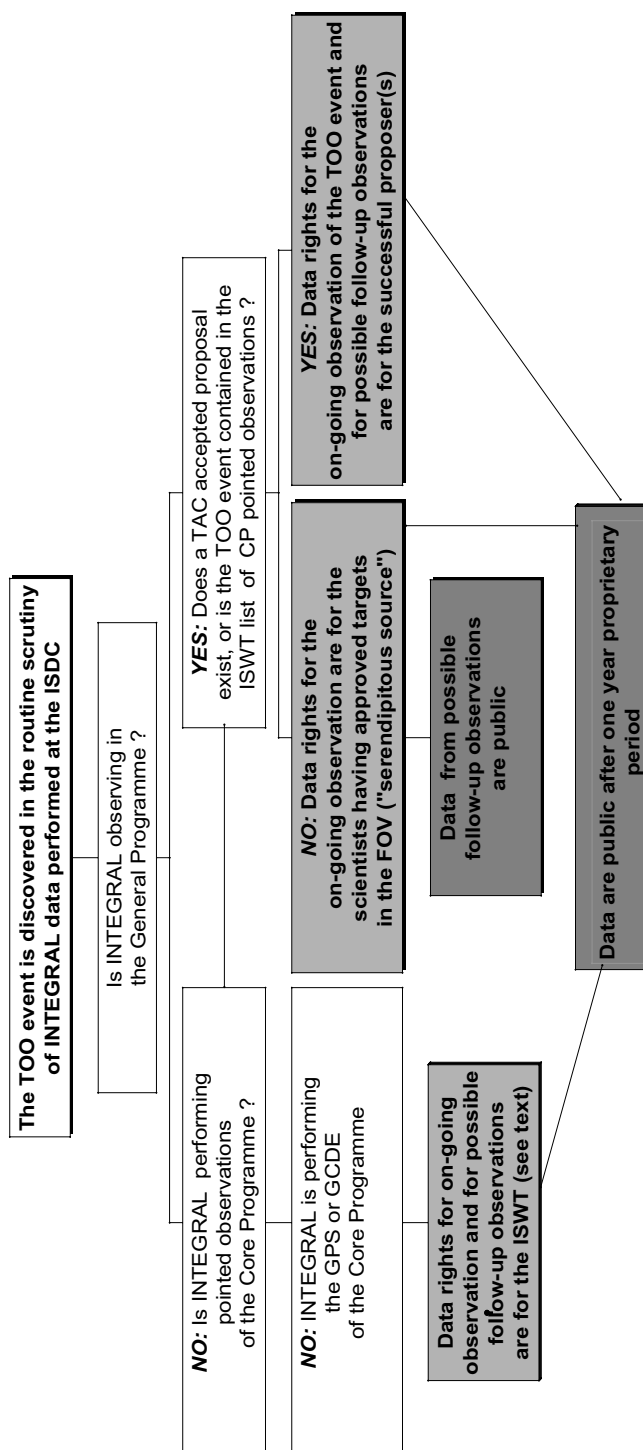 The TOO event is discovered in the routine scrutiny
of INTEGRAL data performed at the ISDC
Is INTEGRAL observing in
the General Programme ?
NO: Is INTEGRAL performing
pointed observations
of the Core Programme ?
YES: Does a TAC accepted proposal
exist, or is the TOO event contained in the
ISWT list of CP pointed observations ?
NO: INTEGRAL is performing
the GPS or GCDE
of the Core Programme
NO: Data rights for the
on-going observation are for the
scientists having approved targets
in the FOV ("serendipitous source")
YES: Data rights for the
on-going observation of the TOO event and
for possible follow-up observations
are for the successful proposer(s)
Data rights for on-going
observation and for possible
follow-up observations
are for the ISWT (see text)
Data from possible
follow-up observations
are public
Data are public after one year proprietary
period